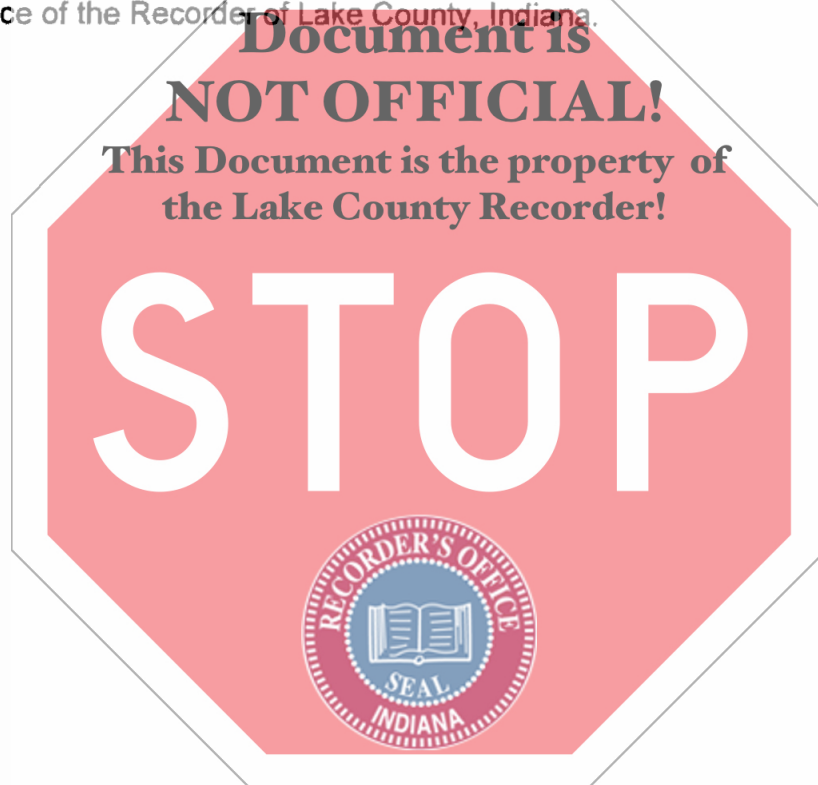 ce of the Recorder of Lake County, Indiana.
Document is
NOT OFFICIAL!
This Document is the property of
the Lake County Recorder!
STOP
RECORDER'S OFFICE
SEAL
INDIANA